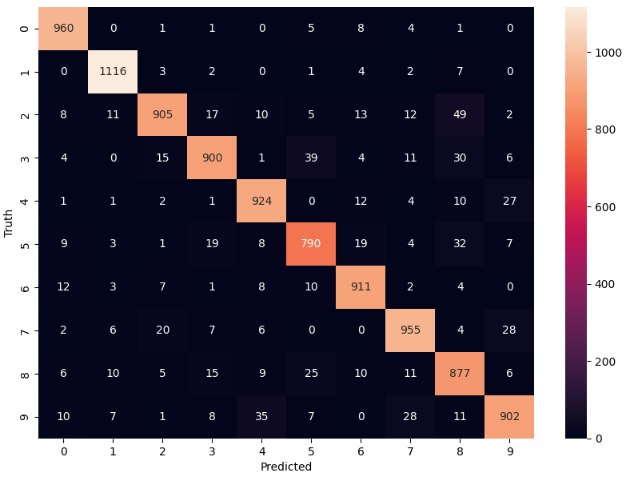 0 960 0 1 1 0 5 8 4 1 0
1 0 1116 3 2 0 1 4 2 7 0
2 8 11 905 17 10 5 13 12 49 2
3 4 0 15 900 1 39 4 11 30 6
4 1 1 2 1 924 0 12 4 10 27
5 9 3 1 19 8 790 19 4 32 7
6 12 3 7 1 8 10 911 2 4 0
7 2 6 20 7 6 0 0 955 4 28
8 6 10 5 15 9 25 10 11 877 6
9 10 7 1 8 35 7 0 28 11 902
0 1 2 3 4 5 6 7 8 9
Predicted
Truth
1000
800
600
400
200
0